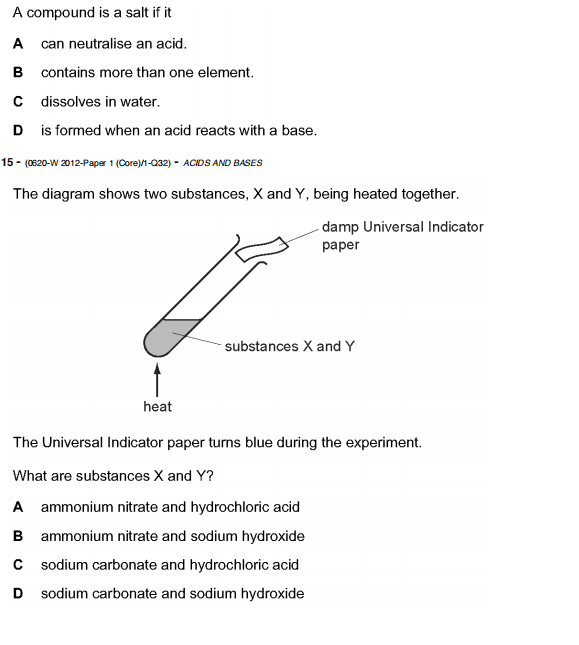 A compound is a salt if it
A can neutralise an acid.
B contains more than one element.
C dissolves in water.
D is formed when an acid reacts with a base.
15 - (0620-W 2012-Paper 1 (Core)/1-Q32) - ACIDS AND BASES
The diagram shows two substances, X and Y, being heated together.
damp Universal Indicator
paper
substances X and Y
heat
The Universal Indicator paper turns blue during the experiment.
What are substances X and Y?
A ammonium nitrate and hydrochloric acid
B ammonium nitrate and sodium hydroxide
C sodium carbonate and hydrochloric acid
D sodium carbonate and sodium hydroxide